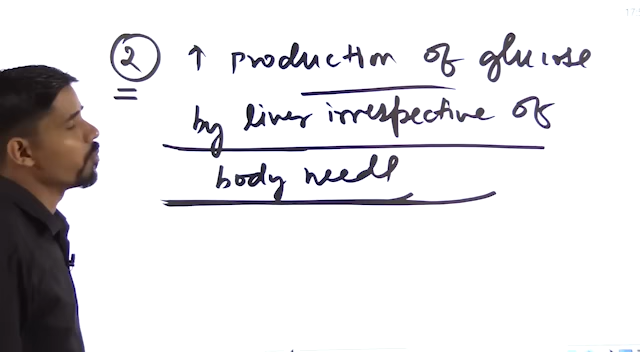 ② ↑ production of glucose
by liver irrespective of
body needs